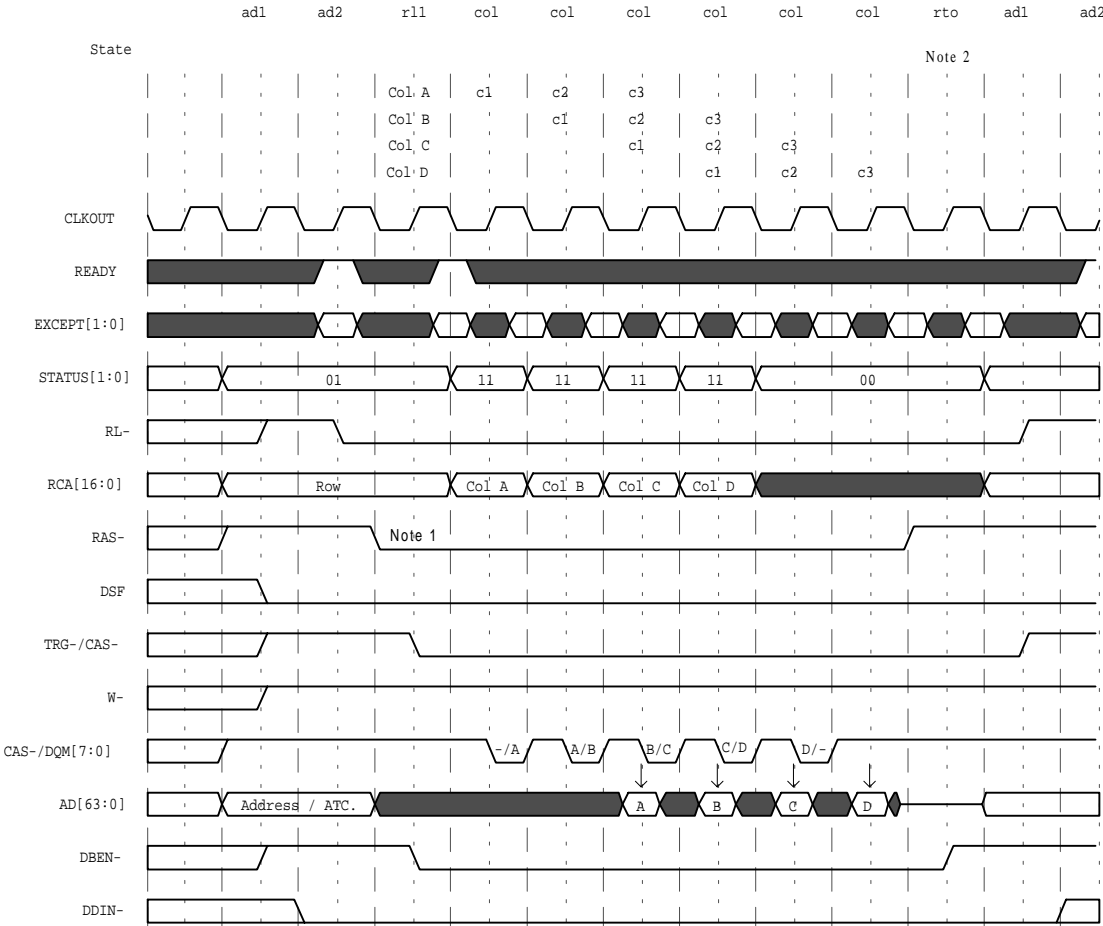 ad1 ad2 rl1 col col col col col col rto ad1 ad2
State
Note 2
Col A c1 c2 c3
Col B c1 c2 c3
Col C c1 c2 c3
Col D c1 c2 c3
CLKOUT
READY
EXCEPT[1:0]
STATUS[1:0] 01 11 11 11 11 00
RL-
RCA[16:0] Row Col A Col B Col C Col D
RAS- Note 1
DSF
TRG-/CAS-
W-
CAS-/DQM[7:0] -/A A/B B/C C/D D/-
AD[63:0] Address / ATC. A B C D
DBEN-
DDIN-